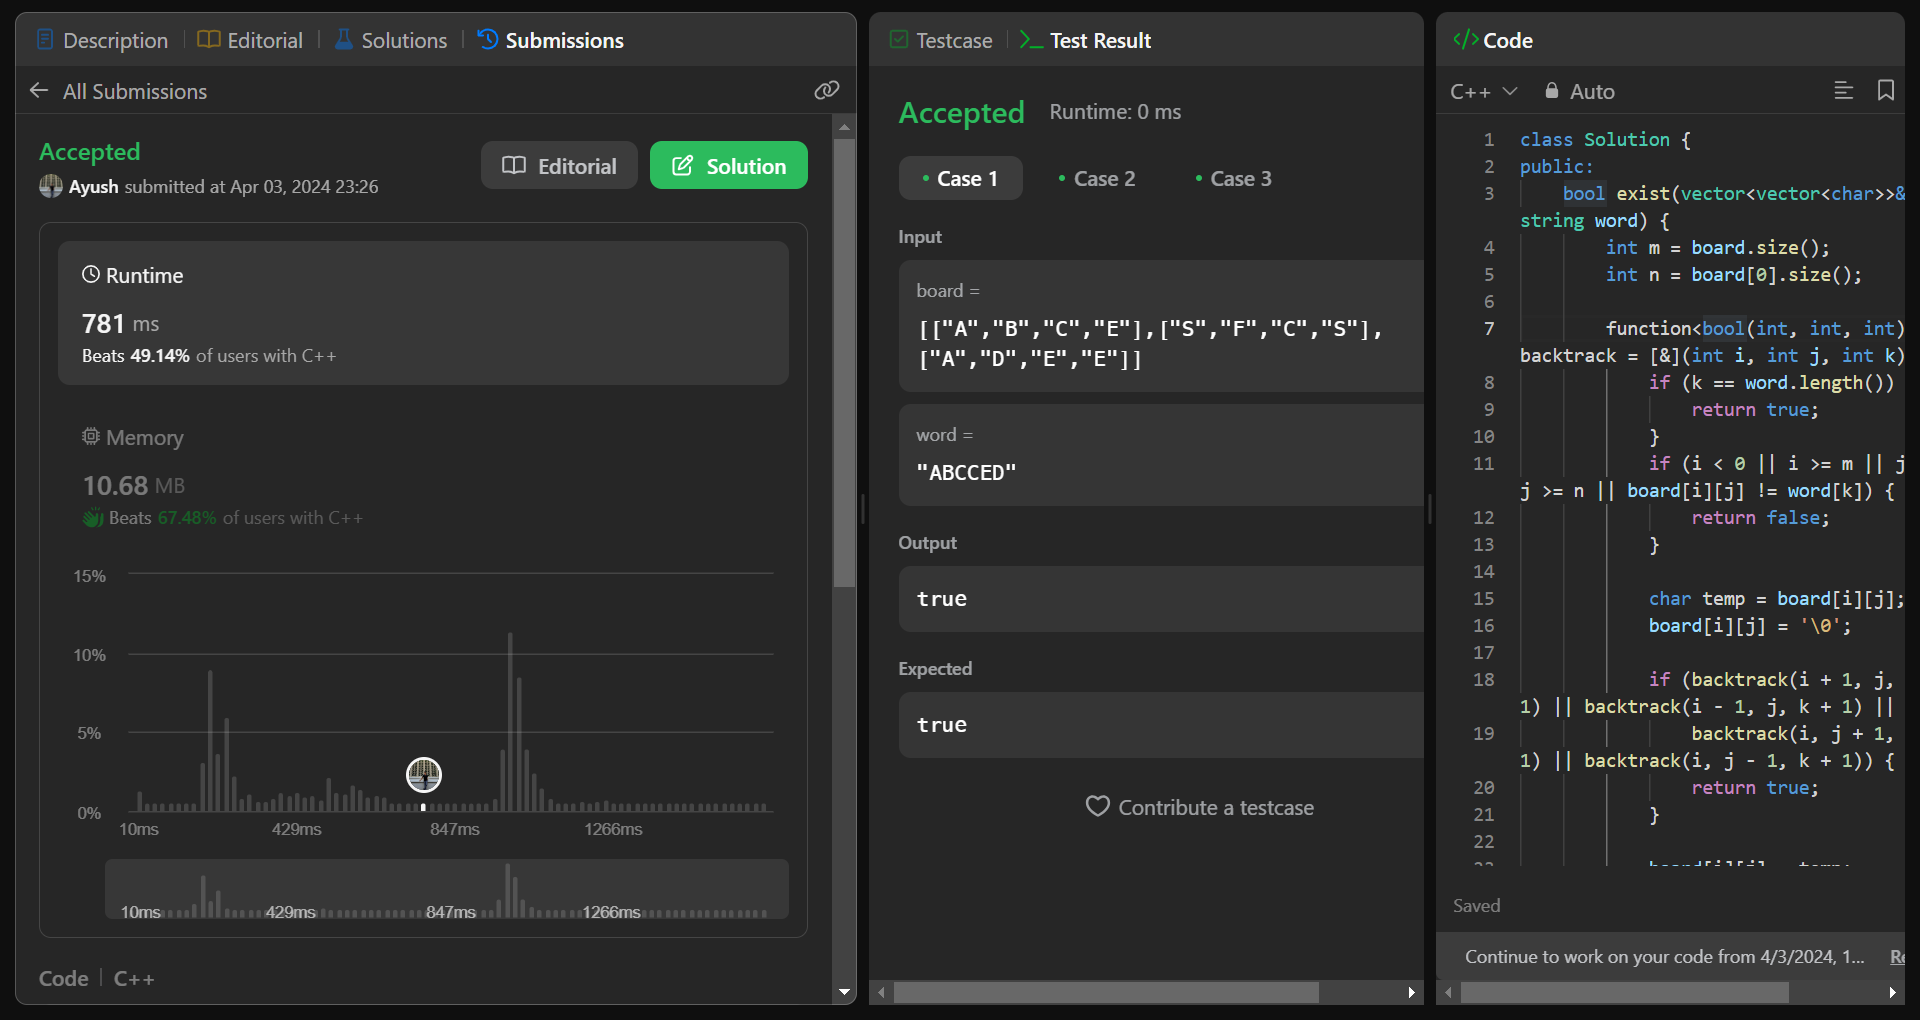 Description
Editorial
Solutions
Submissions
All Submissions
Accepted
Ayush submitted at Apr 03, 2024 23:26
Editorial
Solution
Runtime
781 ms
Beats 49.14% of users with C++
Memory
10.68 MB
Beats 67.48% of users with C++
15%
10%
5%
0%
10ms 429ms 847ms 1266ms
10ms 429ms 847ms 1266ms
Code | C++
Testcase
Test Result
Accepted Runtime: 0 ms
• Case 1 • Case 2 • Case 3
Input
board =
[["A","B","C","E"],["S","F","C","S"],
["A","D","E","E"]]
word =
"ABCCED"
Output
true
Expected
true
Contribute a testcase
</> Code
C++ Auto
1 class Solution {
2 public:
3 bool exist(vector<vector<char>>&
string word) {
4 int m = board.size();
5 int n = board[0].size();
6
7 function<bool(int, int, int)
backtrack = [&](int i, int j, int k)
8 if (k == word.length())
9 return true;
10 }
11 if (i < 0 || i >= m || j
j >= n || board[i][j] != word[k]) {
12 return false;
13 }
14
15 char temp = board[i][j];
16 board[i][j] = '\0';
17
18 if (backtrack(i + 1, j,
1) || backtrack(i - 1, j, k + 1) ||
19 backtrack(i, j + 1,
1) || backtrack(i, j - 1, k + 1)) {
20 return true;
21 }
22
Saved
Continue to work on your code from 4/3/2024, 1... Re